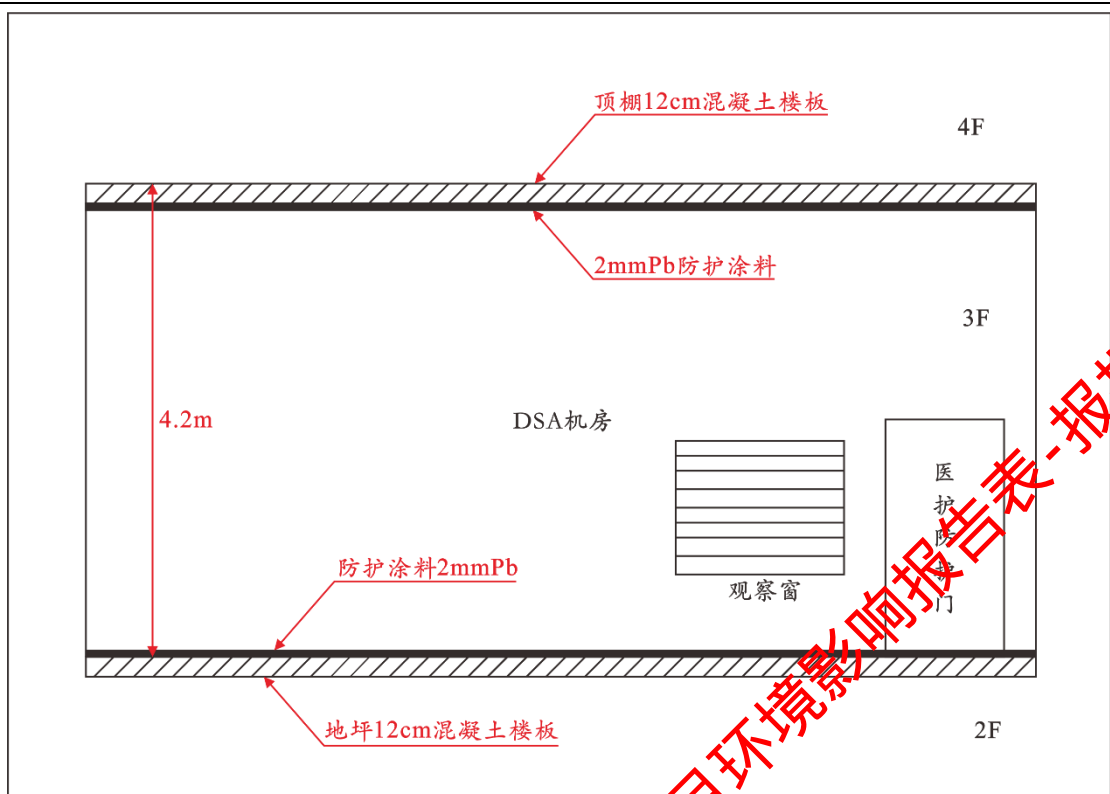 顶棚12cm混凝土楼板
4F
2mmPb防护涂料
3F
4.2m
DSA机房
医护防护门
观察窗
防护涂料2mmPb
地坪12cm混凝土楼板
2F
环境影响报告表-报